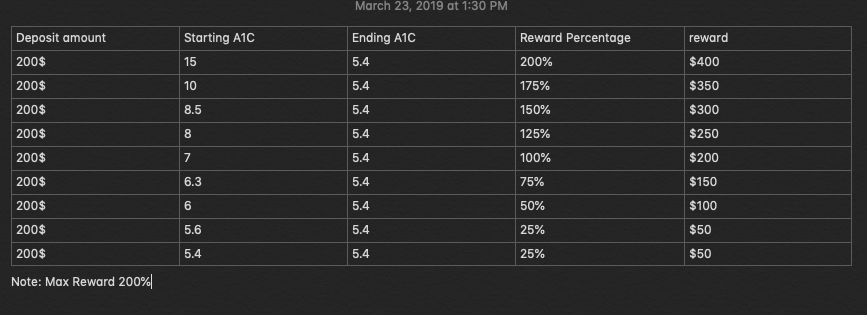 March 23, 2019 at 1:30 PM
Deposit amount Starting A1C Ending A1C Reward Percentage reward
200$ 15 5.4 200% $400
200$ 10 5.4 175% $350
200$ 8.5 5.4 150% $300
200$ 8 5.4 125% $250
200$ 7 5.4 100% $200
200$ 6.3 5.4 75% $150
200$ 6 5.4 50% $100
200$ 5.6 5.4 25% $50
200$ 5.4 5.4 25% $50
Note: Max Reward 200%